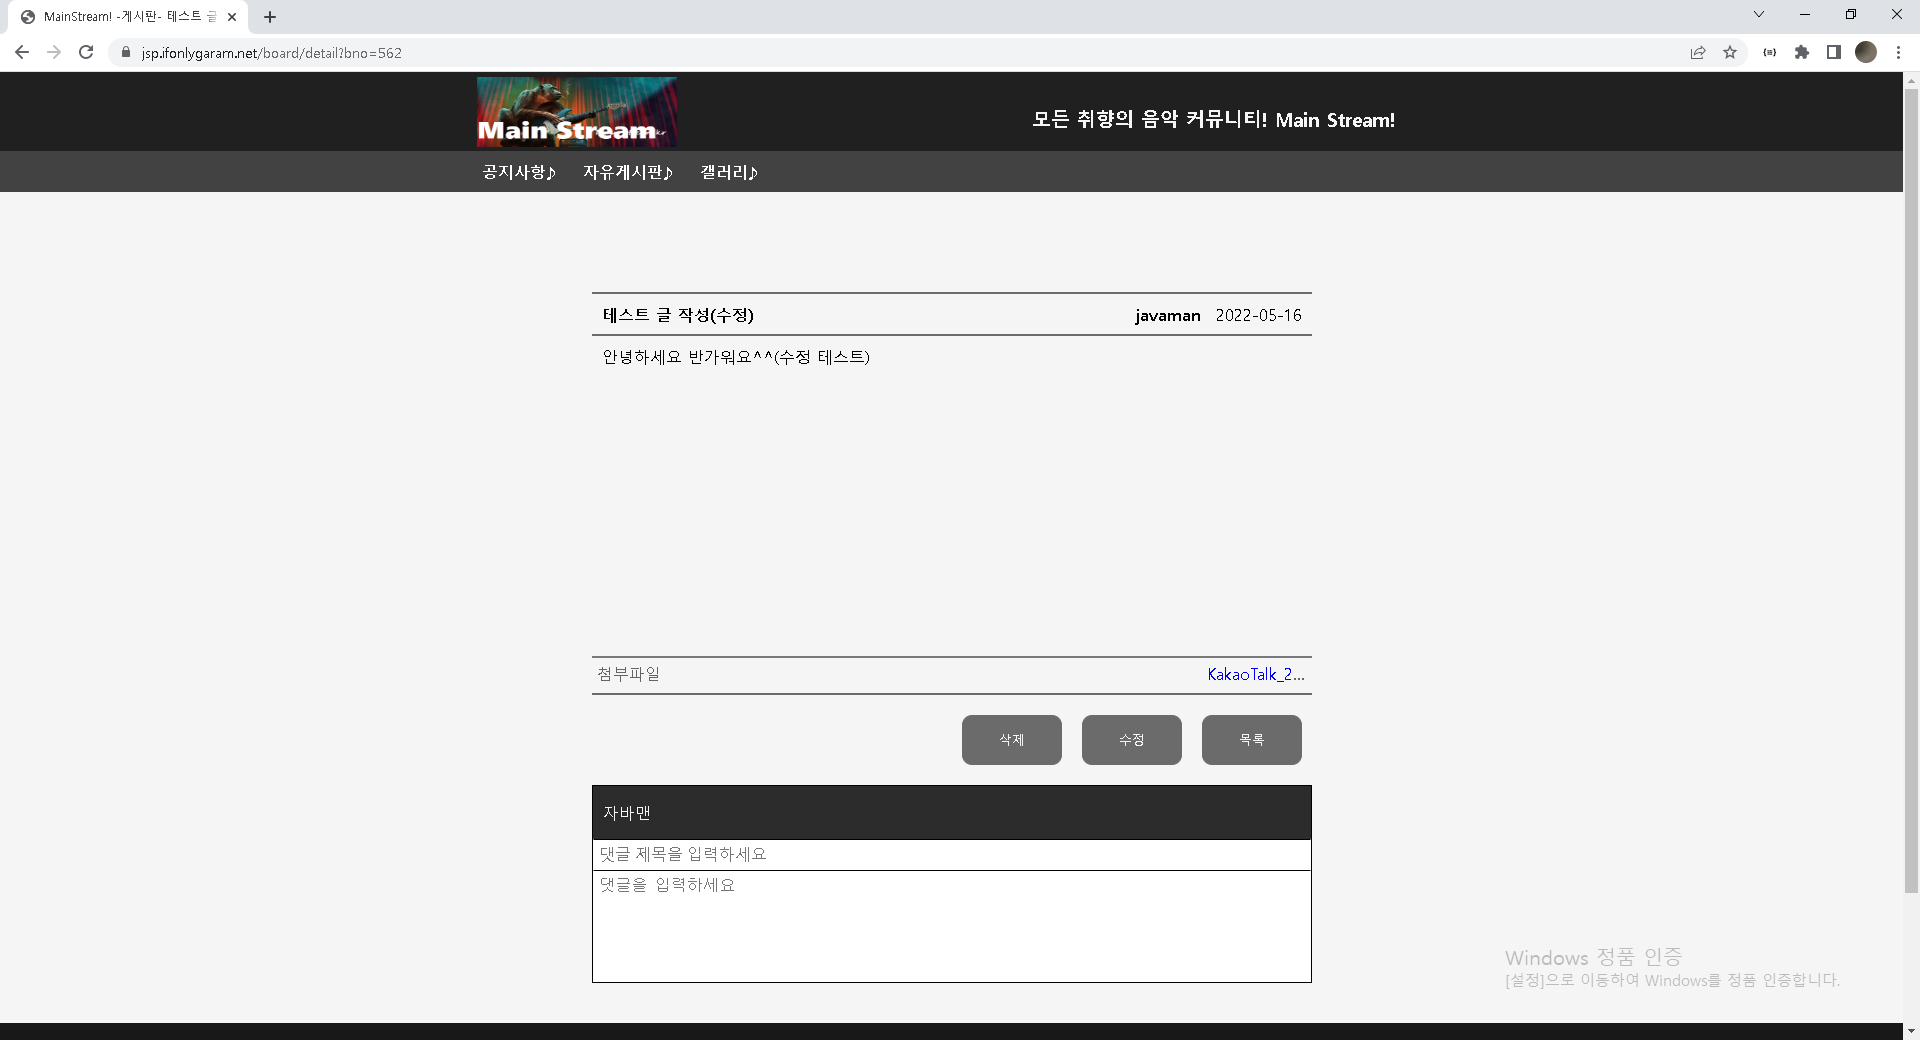 MainStream! -게시판- 테스트 글
jsp.ifonlygaram.net/board/detail?bno=562
Main Stream
모든 취향의 음악 커뮤니티! Main Stream!
공지사항♪ 자유게시판♪ 갤러리♪
테스트 글 작성(수정) javaman 2022-05-16
안녕하세요 반가워요^^(수정 테스트)
첨부파일 KakaoTalk_2...
삭제 수정 목록
자바맨
댓글 제목을 입력하세요
댓글을 입력하세요
Windows 정품 인증
[설정]으로 이동하여 Windows를 정품 인증합니다.